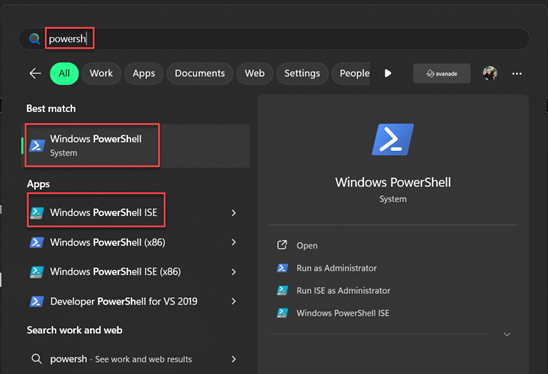 powersh
All
Work
Apps
Documents
Web
Settings
People
avanade
Best match
Windows PowerShell
System
Apps
Windows PowerShell ISE
Windows PowerShell (x86)
Windows PowerShell ISE (x86)
Developer PowerShell for VS 2019
Search work and web
powersh - See work and web results
Windows PowerShell
System
Open
Run as Administrator
Run ISE as Administrator
Windows PowerShell ISE